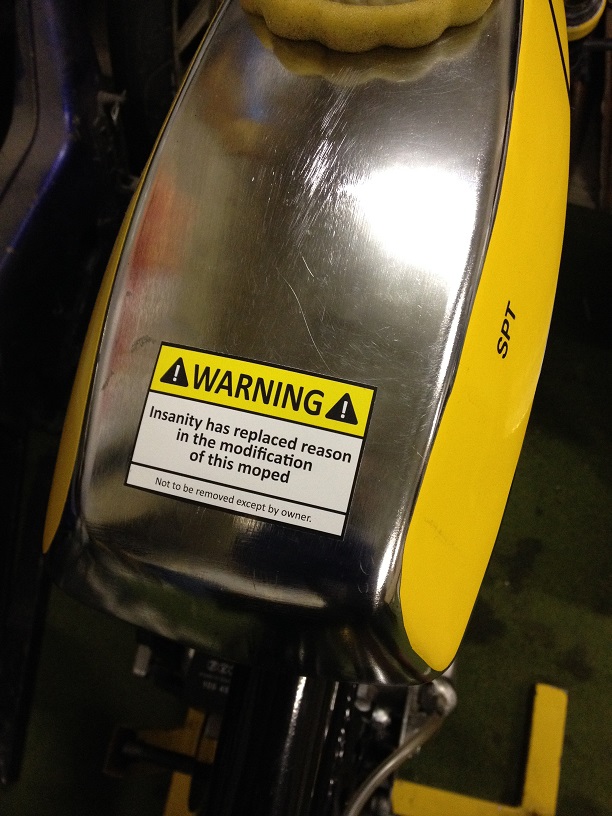 WARNING
Insanity has replaced reason
in the modification
of this moped
Not to be removed except by owner.
SPT